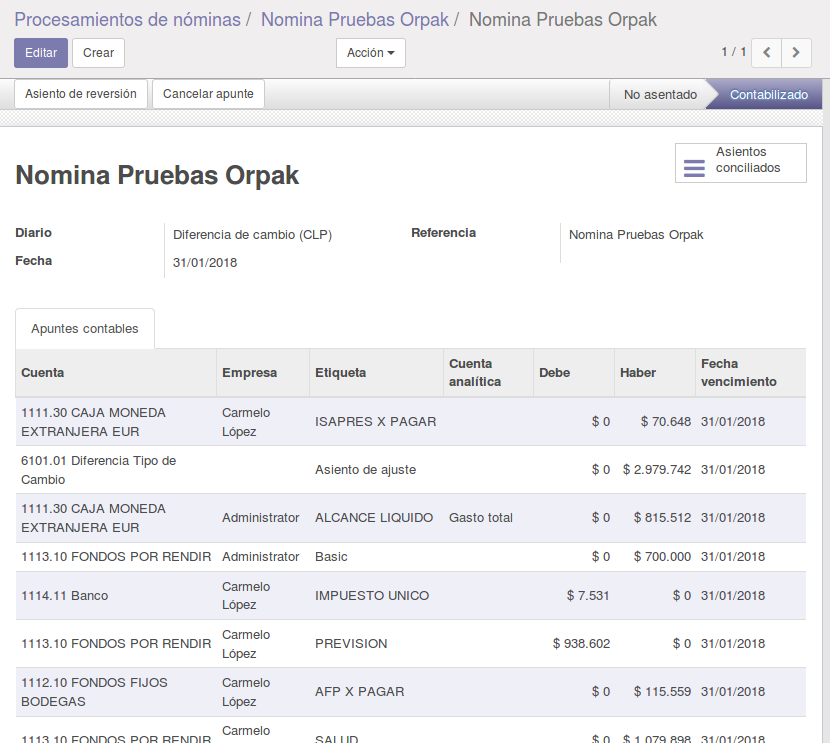 Procesamientos de nóminas / Nomina Pruebas Orpak / Nomina Pruebas Orpak
Editar Crear Acción 1 / 1
Asiento de reversión Cancelar apunte No asentado Contabilizado
Asientos
conciliados
Nomina Pruebas Orpak
Diario Diferencia de cambio (CLP) Referencia Nomina Pruebas Orpak
Fecha 31/01/2018
Apuntes contables
Cuenta Empresa Etiqueta Cuenta analítica Debe Haber Fecha vencimiento
1111.30 CAJA MONEDA EXTRANJERA EUR Carmelo López ISAPRES X PAGAR $ 0 $ 70.648 31/01/2018
6101.01 Diferencia Tipo de Cambio Asiento de ajuste $ 0 $ 2.979.742 31/01/2018
1111.30 CAJA MONEDA EXTRANJERA EUR Administrator ALCANCE LIQUIDO Gasto total $ 0 $ 815.512 31/01/2018
1113.10 FONDOS POR RENDIR Administrator Basic $ 0 $ 700.000 31/01/2018
1114.11 Banco Carmelo López IMPUESTO UNICO $ 7.531 $ 0 31/01/2018
1113.10 FONDOS POR RENDIR Carmelo López PREVISION $ 938.602 $ 0 31/01/2018
1112.10 FONDOS FIJOS BODEGAS Carmelo López AFP X PAGAR $ 0 $ 115.559 31/01/2018
1113.10 FONDOS POR RENDIR Carmelo SALUD $ 0 $ 1.079.898 31/01/2018